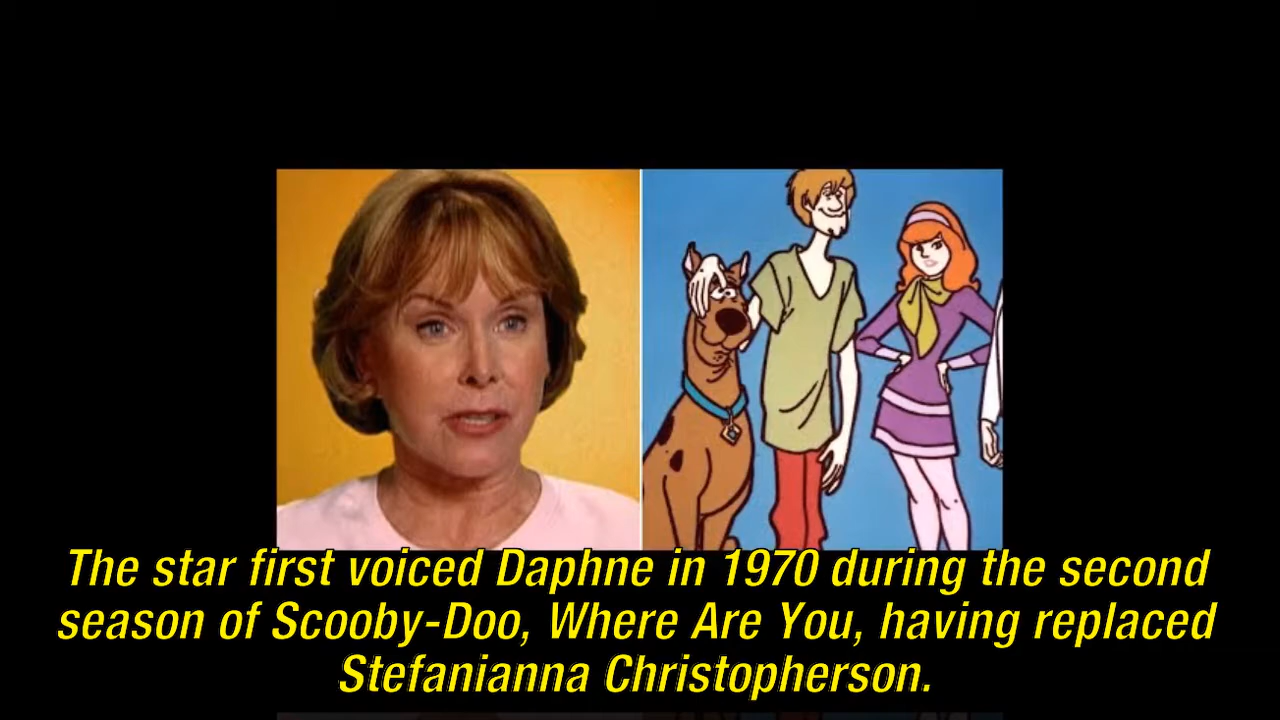 The star first voiced Daphne in 1970 during the second
season of Scooby-Doo, Where Are You, having replaced
Stefanianna Christopherson.